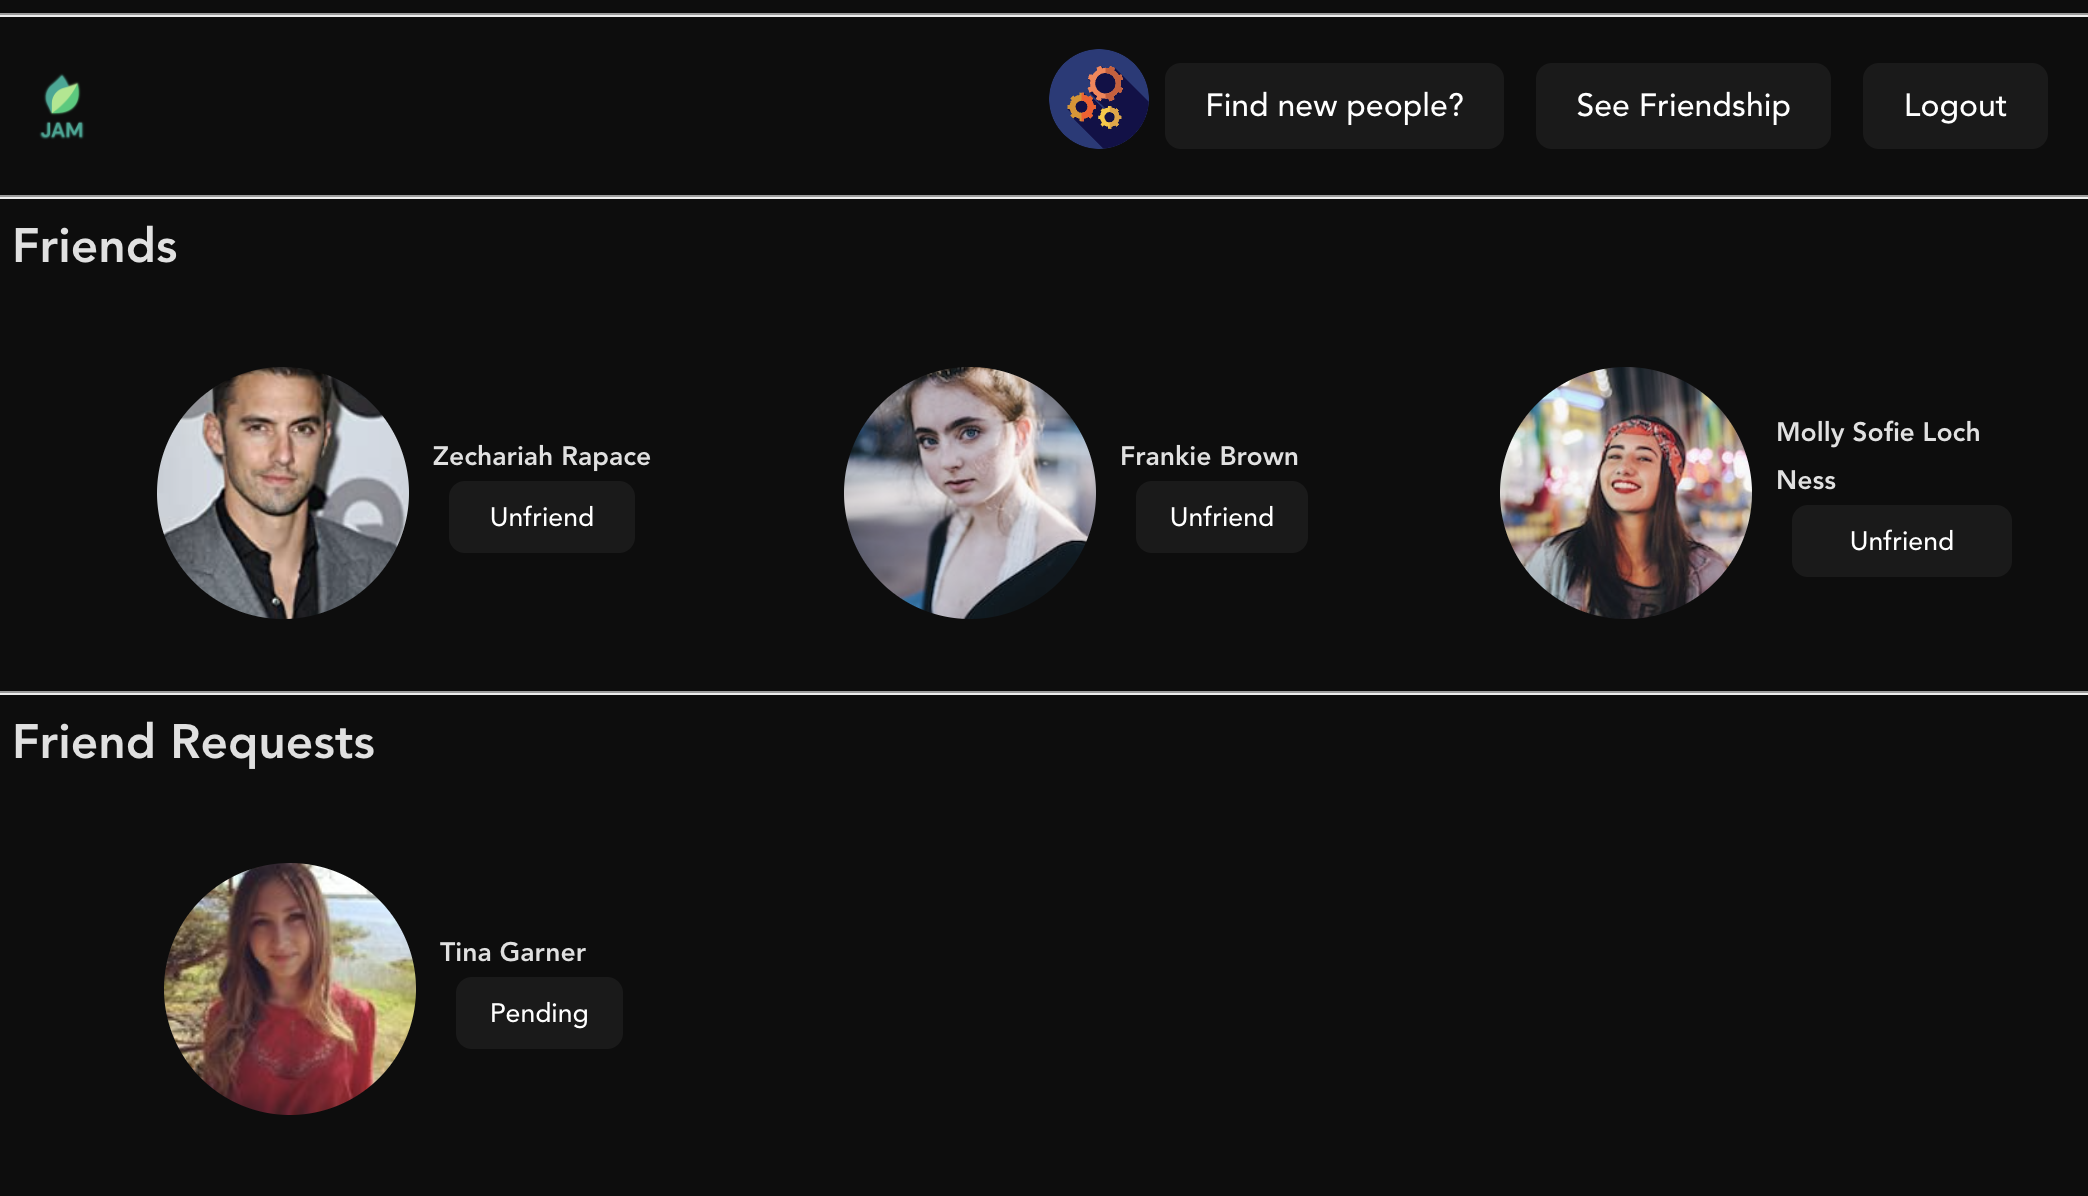 JAM
Find new people?
See Friendship
Logout
Friends
Zechariah Rapace
Unfriend
Frankie Brown
Unfriend
Molly Sofie Loch
Ness
Unfriend
Friend Requests
Tina Garner
Pending